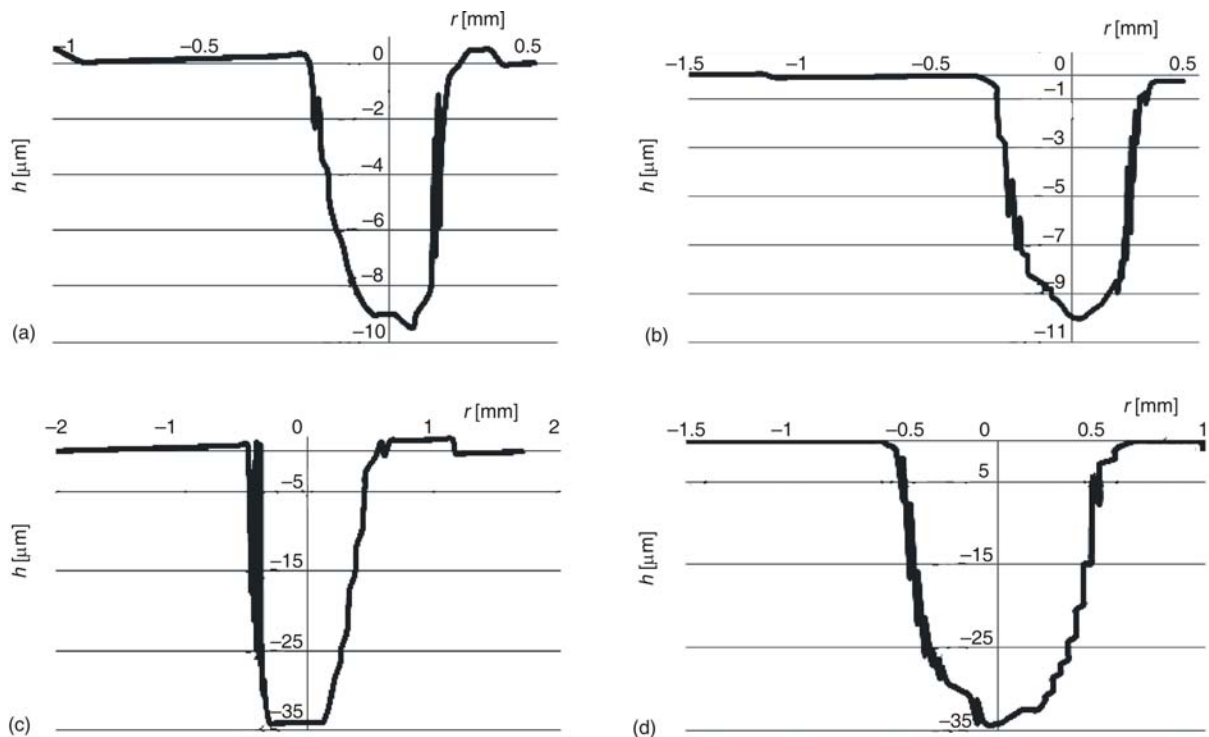 r [mm]
−1 −0.5 0 0.5
−2
−4
−6
−8
−10
h [μm]
(a)
r [mm]
−1.5 −1 −0.5 0 0.5
−1
−3
−5
−7
−9
−11
h [μm]
(b)
r [mm]
−2 −1 0 1 2
−5
−15
−25
−35
h [μm]
(c)
r [mm]
−1.5 −1 −0.5 0 0.5 1
5
−15
−25
−35
h [μm]
(d)